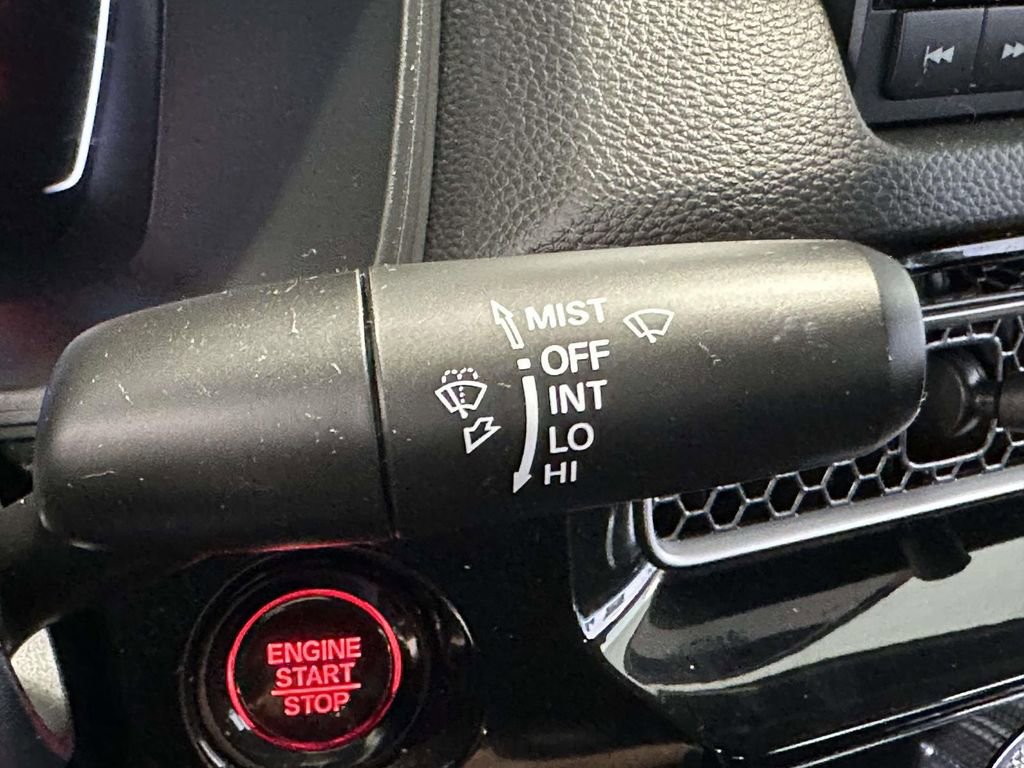 MIST
OFF
INT
LO
HI
ENGINE
START
STOP